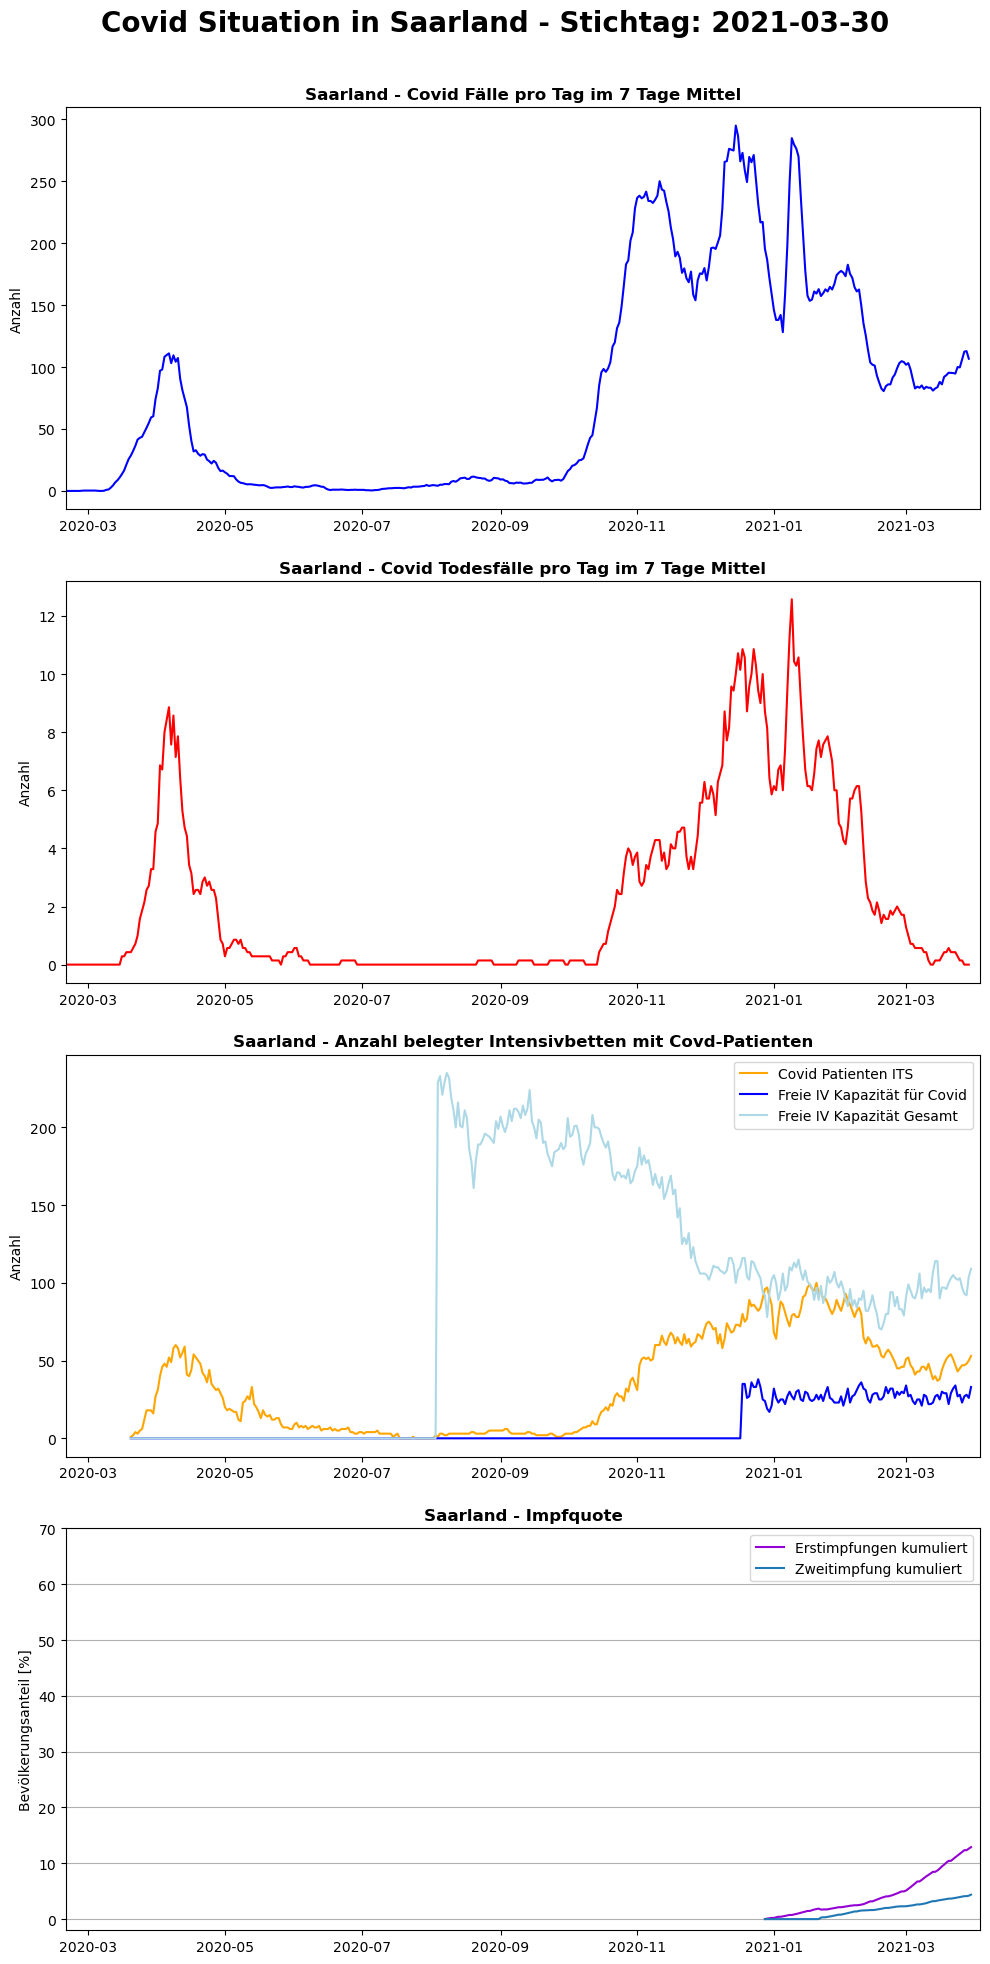 Covid Situation in Saarland - Stichtag: 2021-03-30
Saarland - Covid Fälle pro Tag im 7 Tage Mittel
300
250
200
150
100
50
0
Anzahl
2020-03 2020-05 2020-07 2020-09 2020-11 2021-01 2021-03
Saarland - Covid Todesfälle pro Tag im 7 Tage Mittel
12
10
8
6
4
2
0
Anzahl
2020-03 2020-05 2020-07 2020-09 2020-11 2021-01 2021-03
Saarland - Anzahl belegter Intensivbetten mit Covd-Patienten
Covid Patienten ITS
Freie IV Kapazität für Covid
Freie IV Kapazität Gesamt
200
150
100
50
0
Anzahl
2020-03 2020-05 2020-07 2020-09 2020-11 2021-01 2021-03
Saarland - Impfquote
Erstimpfungen kumuliert
Zweitimpfung kumuliert
70
60
50
40
30
20
10
0
Bevölkerungsanteil [%]
2020-03 2020-05 2020-07 2020-09 2020-11 2021-01 2021-03